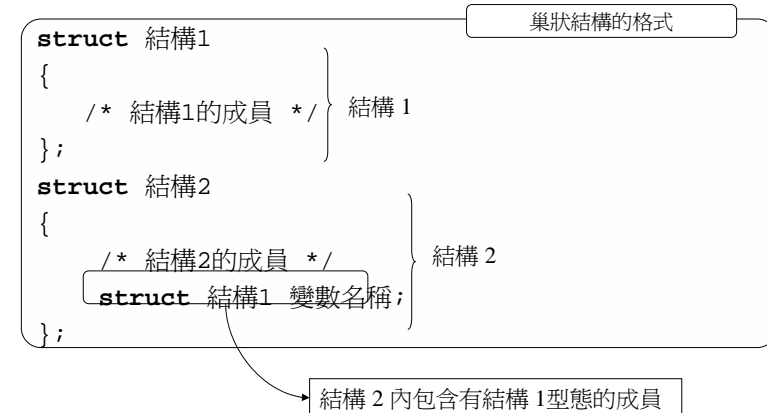 巢狀結構的格式
struct 結構1
{
/* 結構1的成員 */
結構 1
};
struct 結構2
{
/* 結構2的成員 */
結構 2
struct 結構1 變數名稱;
};
結構 2 內包含有結構 1型態的成員